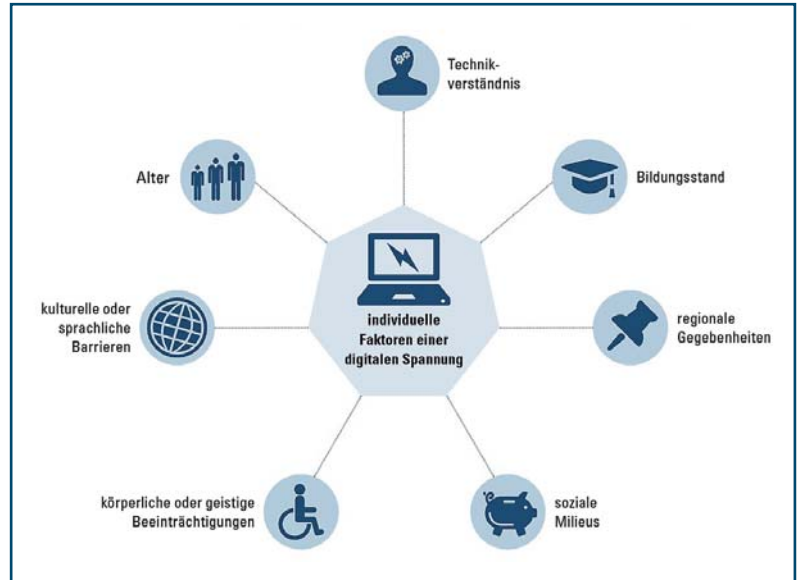 Technik-
verständnis
Bildungsstand
regionale
Gegebenheiten
soziale
Milieus
körperliche oder geistige
Beeinträchtigungen
kulturelle oder
sprachliche
Barrieren
Alter
individuelle
Faktoren einer
digitalen Spannung